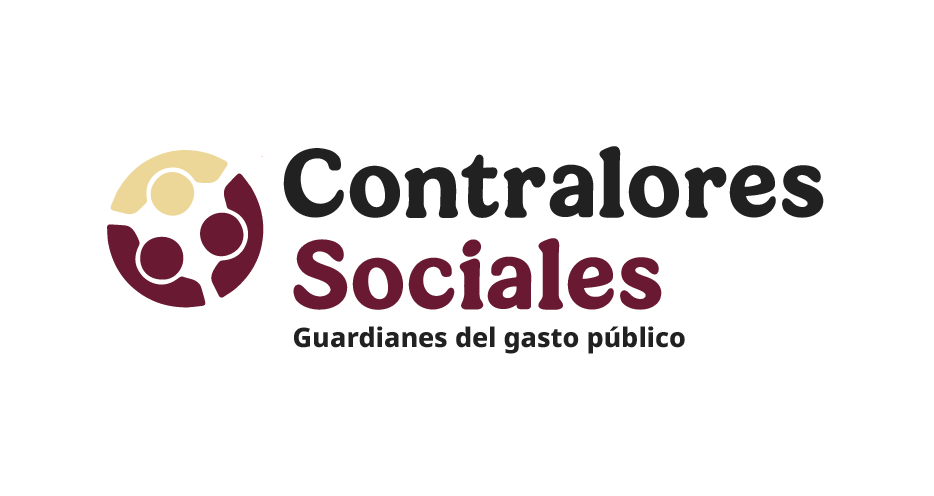 Contralores
Sociales
Guardianes del gasto público